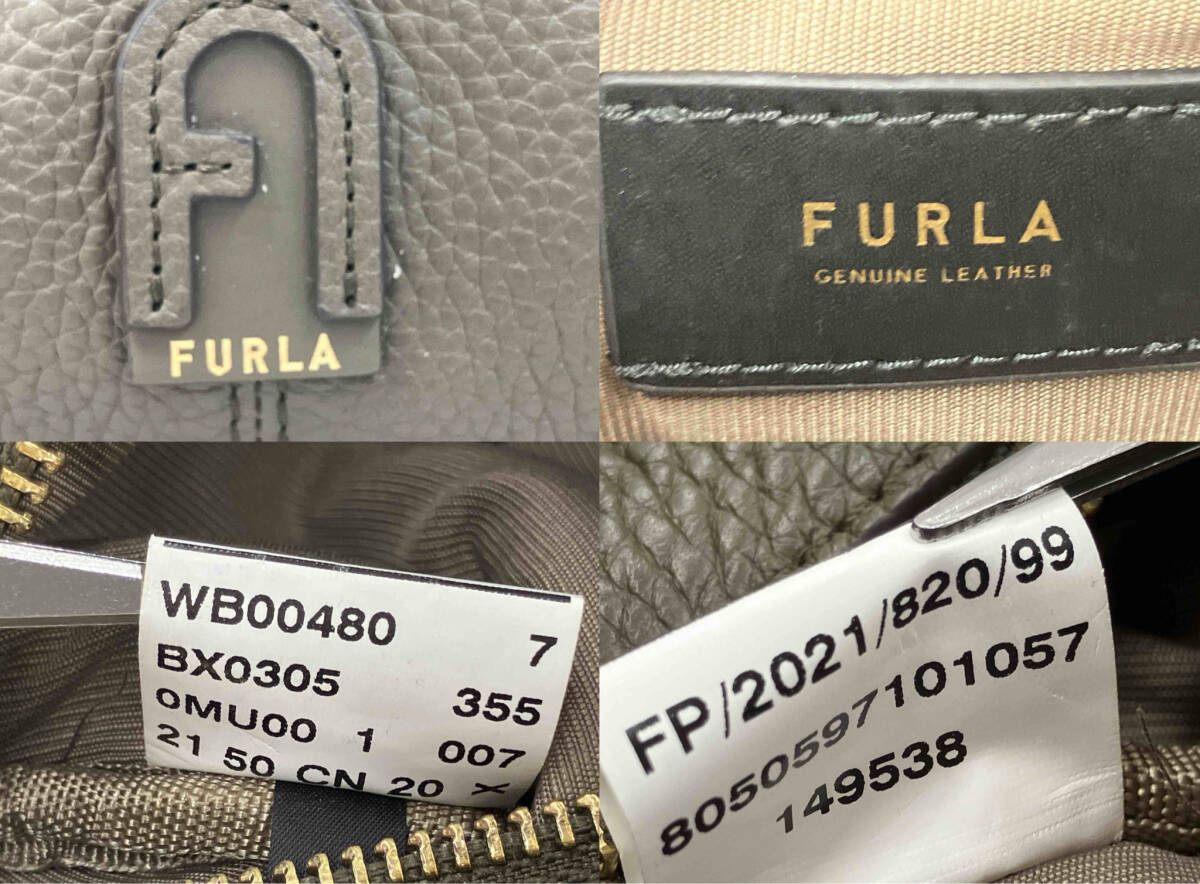 FURLA
FURLA
GENUINE LEATHER
WB00480 7
BX0305 355
0MU00 1 007
21 50 CN 20 X
FP/2021/820/99
8050597101057
149538